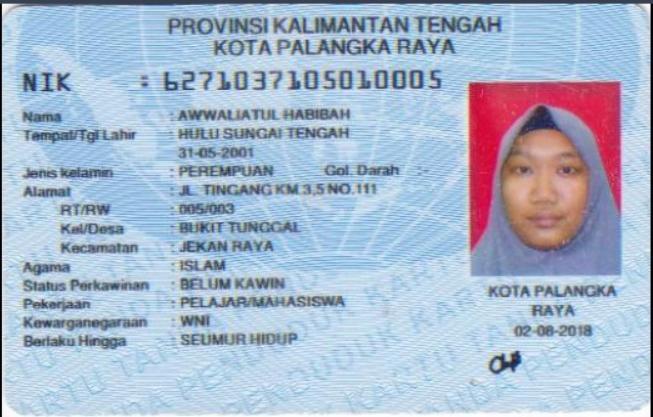 PROVINSI KALIMANTAN TENGAH
KOTA PALANGKA RAYA
NIK : 6271037105010005
Nama : AWWALIATUL HABIBAH
Tempat/Tgl Lahir : HULU SUNGAI TENGAH
31-05-2001
Jenis kelamin : PEREMPUAN Gol. Darah :-
Alamat : JL. TINGANG KM.3,5 NO.111
RT/RW : 005/003
Kel/Desa : BUKIT TUNGGAL
Kecamatan : JEKAN RAYA
Agama : ISLAM
Status Perkawinan : BELUM KAWIN
Pekerjaan : PELAJAR/MAHASISWA
Kewarganegaraan : WNI
Berlaku Hingga : SEUMUR HIDUP
KOTA PALANGKA
RAYA
02-08-2018